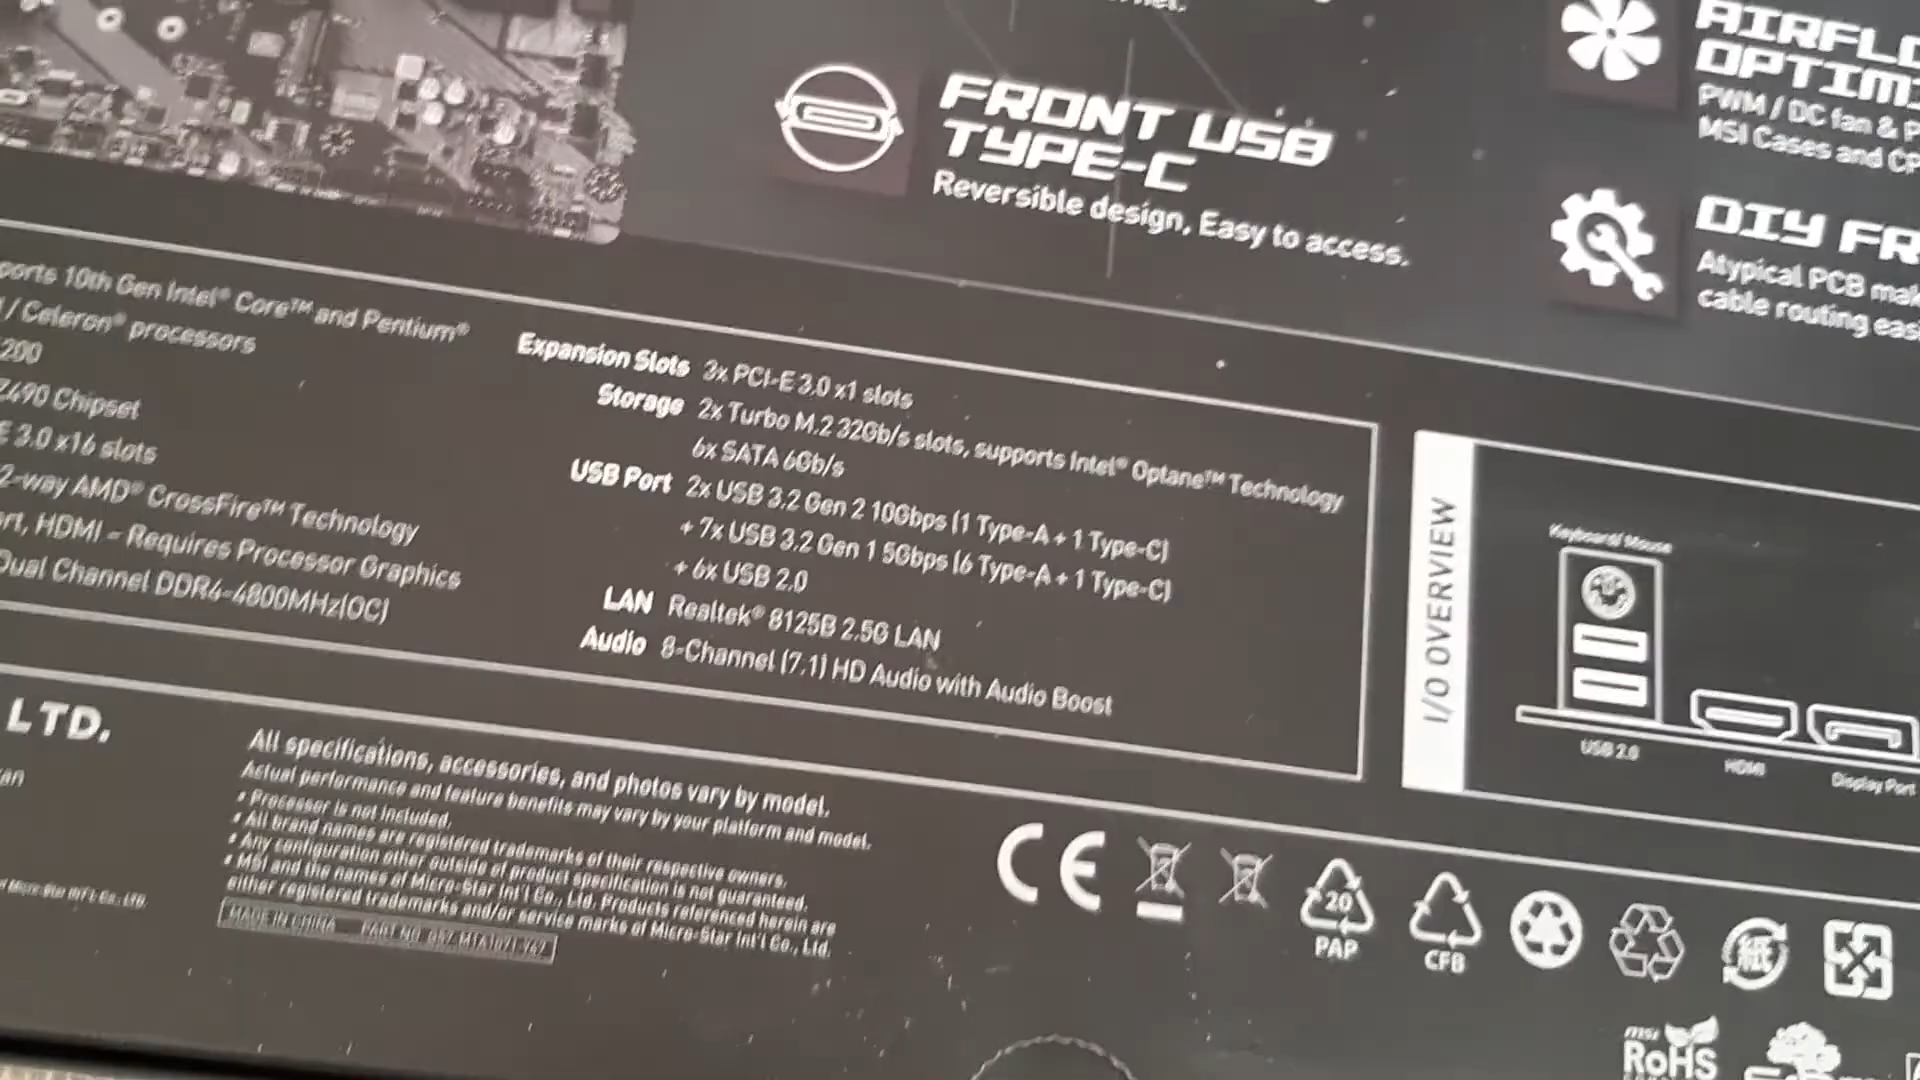 FRONT USB
TYPE-C
Reversible design, Easy to access.
AIRFLO
OPTIM
PWM / DC fan & P
MSI Cases and CP
DIY FR
Atypical PCB mak
cable routing eas
ports 10th Gen Intel® Core™ and Pentium®
/ Celeron® processors
200
Z490 Chipset
E 3.0 x16 slots
2-way AMD® CrossFire™ Technology
ort, HDMI – Requires Processor Graphics
Dual Channel DDR4-4800MHz(OC)
Expansion Slots 3x PCI-E 3.0 x1 slots
Storage 2x Turbo M.2 32Gb/s slots, supports Intel® Optane™ Technology
6x SATA 6Gb/s
USB Port 2x USB 3.2 Gen 2 10Gbps (1 Type-A + 1 Type-C)
+ 7x USB 3.2 Gen 1 5Gbps (6 Type-A + 1 Type-C)
+ 6x USB 2.0
LAN Realtek® 8125B 2.5G LAN
Audio 8-Channel (7.1) HD Audio with Audio Boost
I/O OVERVIEW
Keyboard/ Mouse
USB 2.0
HDMI
Display Port
LTD.
All specifications, accessories, and photos vary by model.
Actual performance and feature benefits may vary by your platform and model.
* Processor is not included.
* All brand names are registered trademarks of their respective owners.
* Any configuration other outside of product specification is not guaranteed.
* MSI and the names of Micro-Star Int'l Co., Ltd. Products referenced herein are
either registered trademarks and/or service marks of Micro-Star Int'l Co., Ltd.
MADE IN CHINA PART NO.
CE
20
PAP
CFB
紙
msi
RoHS